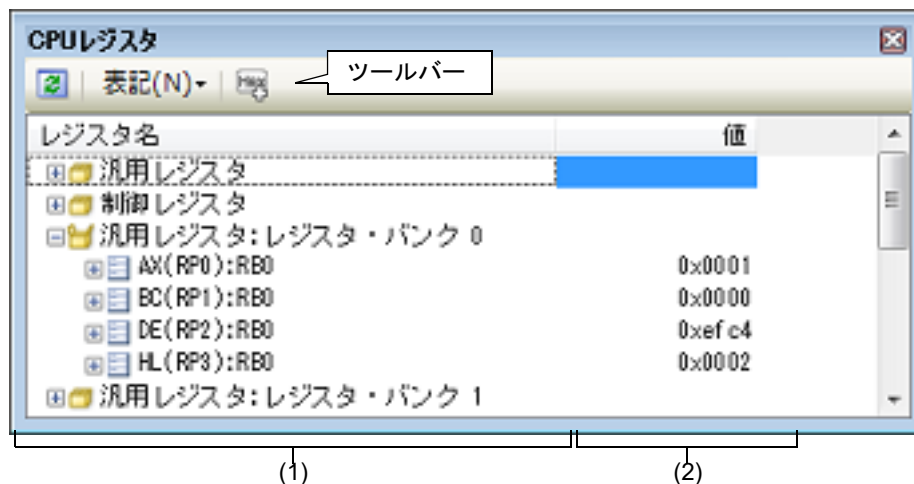 CPUレジスタ
表記(N)
Hex
ツールバー
レジスタ名 値
汎用レジスタ
制御レジスタ
汎用レジスタ:レジスタ・バンク 0
AX(RP0):RB0 0x0001
BC(RP1):RB0 0x0000
DE(RP2):RB0 0xefc4
HL(RP3):RB0 0x0002
汎用レジスタ:レジスタ・バンク 1
(1) (2)